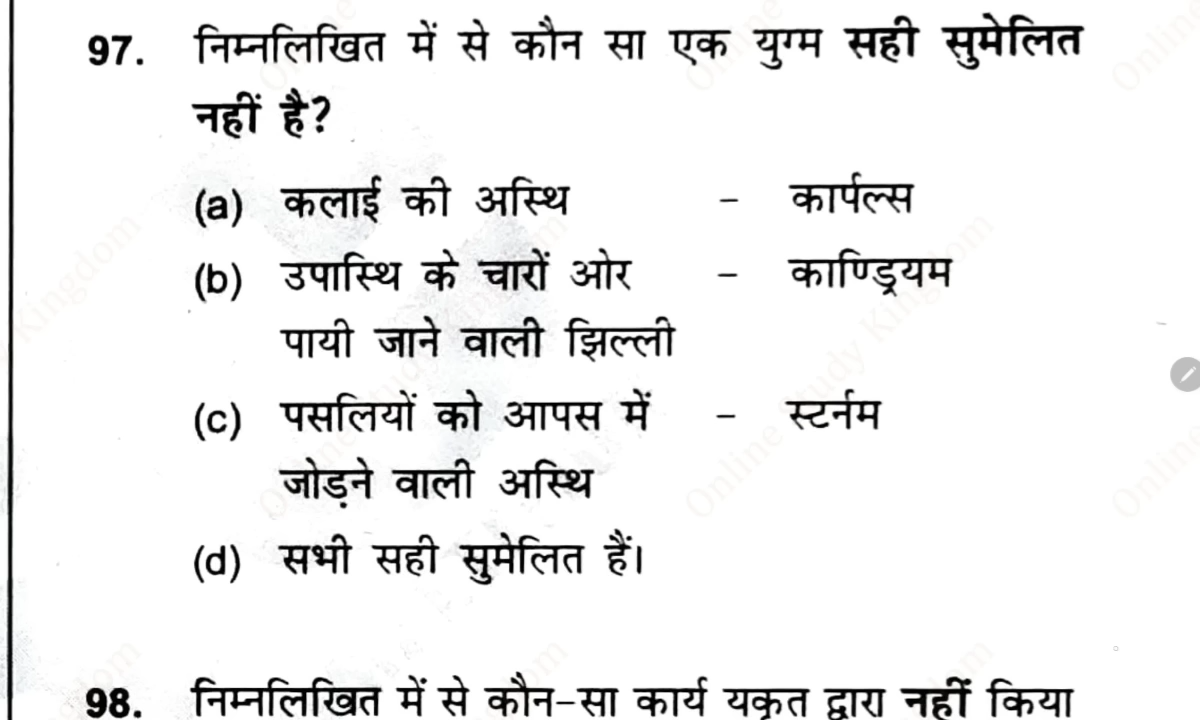 97. निम्नलिखित में से कौन सा एक युग्म सही सुमेलित
नहीं है?
(a) कलाई की अस्थि - कार्पल्स
(b) उपास्थि के चारों ओर - काण्ड्रियम
पायी जाने वाली झिल्ली
(c) पसलियों को आपस में - स्टर्नम
जोड़ने वाली अस्थि
(d) सभी सही सुमेलित हैं।
98. निम्नलिखित में से कौन-सा कार्य यकृत द्वारा नहीं किया